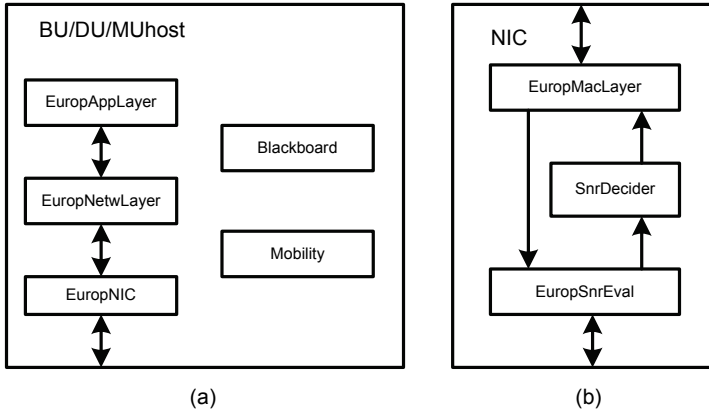 BU/DU/MUhost
EuropAppLayer
Blackboard
EuropNetwLayer
Mobility
EuropNIC
(a)
NIC
EuropMacLayer
SnrDecider
EuropSnrEval
(b)